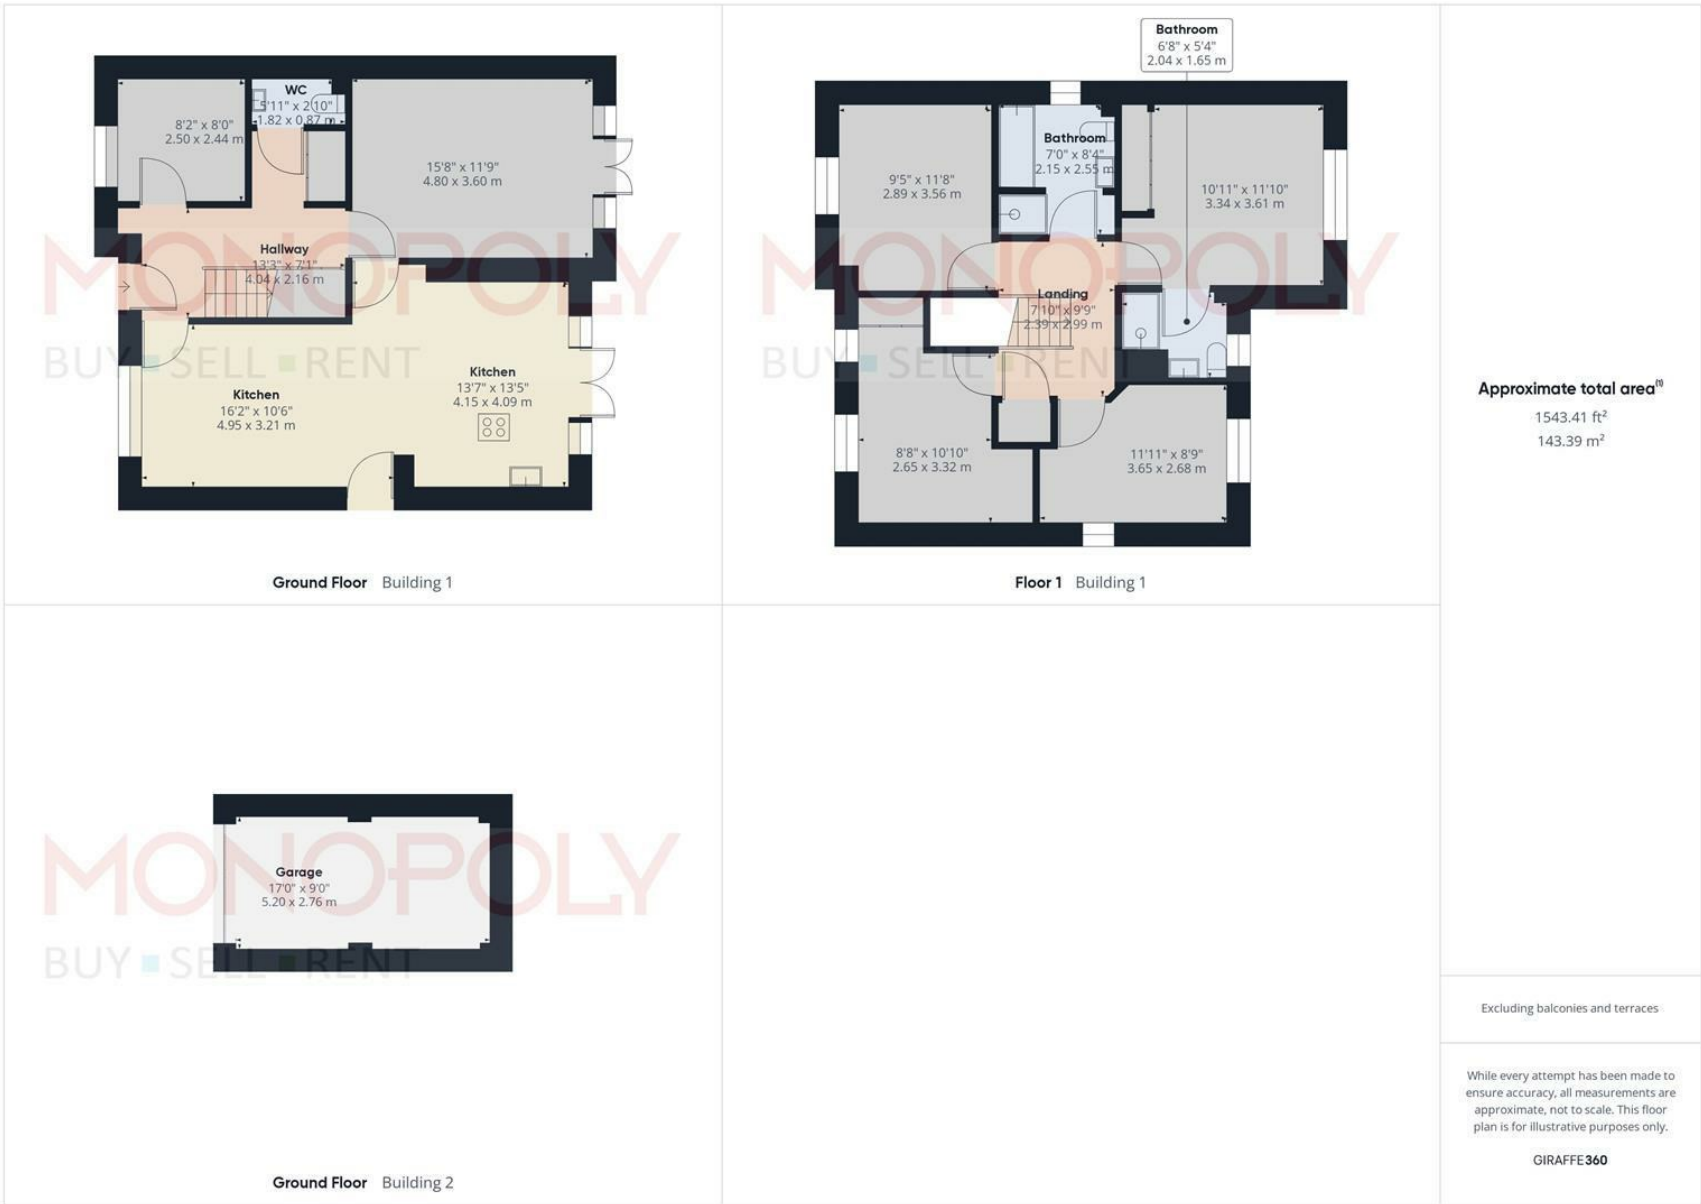 WC
5'11" x 2'10"
1.82 x 0.87 m
8'2" x 8'0"
2.50 x 2.44 m
15'8" x 11'9"
4.80 x 3.60 m
Hallway
13'3" x 7'1"
4.04 x 2.16 m
Kitchen
16'2" x 10'6"
4.95 x 3.21 m
Kitchen
13'7" x 13'5"
4.15 x 4.09 m
MONOPOLY
BUY SELL RENT
Ground Floor Building 1
Bathroom
6'8" x 5'4"
2.04 x 1.65 m
Bathroom
7'0" x 8'4"
2.15 x 2.55 m
9'5" x 11'8"
2.89 x 3.56 m
10'11" x 11'10"
3.34 x 3.61 m
Landing
7'10" x 9'9"
2.39 x 2.99 m
8'8" x 10'10"
2.65 x 3.32 m
11'11" x 8'9"
3.65 x 2.68 m
MONOPOLY
BUY SELL RENT
Floor 1 Building 1
Garage
17'0" x 9'0"
5.20 x 2.76 m
MONOPOLY
BUY SELL RENT
Ground Floor Building 2
Approximate total area(1)
1543.41 ft²
143.39 m²
Excluding balconies and terraces
While every attempt has been made to
ensure accuracy, all measurements are
approximate, not to scale. This floor
plan is for illustrative purposes only.
GIRAFFE360